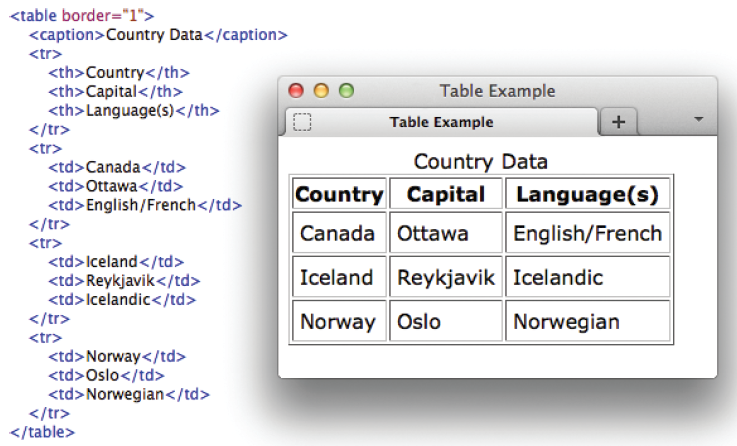 <table border="1">
<caption>Country Data</caption>
<tr>
<th>Country</th>
<th>Capital</th>
<th>Language(s)</th>
</tr>
<tr>
<td>Canada</td>
<td>Ottawa</td>
<td>English/French</td>
</tr>
<tr>
<td>Iceland</td>
<td>Reykjavik</td>
<td>Icelandic</td>
</tr>
<tr>
<td>Norway</td>
<td>Oslo</td>
<td>Norwegian</td>
</tr>
</table>
Table Example
Table Example
Country Data
Country Capital Language(s)
Canada Ottawa English/French
Iceland Reykjavik Icelandic
Norway Oslo Norwegian